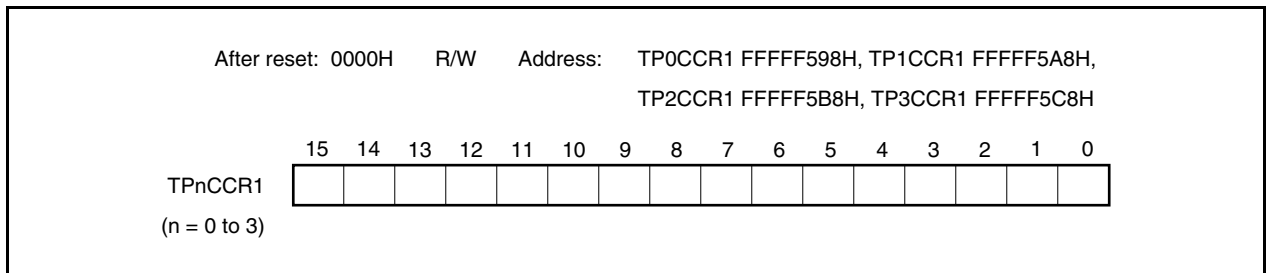 After reset: 0000H R/W Address: TP0CCR1 FFFFF598H, TP1CCR1 FFFFF5A8H,
TP2CCR1 FFFFF5B8H, TP3CCR1 FFFFF5C8H
15 14 13 12 11 10 9 8 7 6 5 4 3 2 1 0
TPnCCR1
(n = 0 to 3)